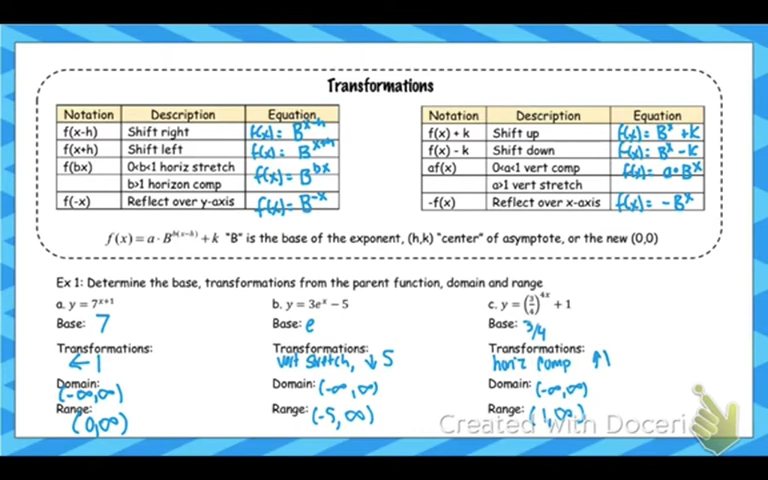 Transformations
Notation Description Equation
f(x-h) Shift right f(x) = B^(x-h)
f(x+h) Shift left f(x) = B^(x+h)
f(bx) 0<b<1 horiz stretch f(x) = B^(bx)
b>1 horizon comp
f(-x) Reflect over y-axis f(x) = B^(-x)
Notation Description Equation
f(x) + k Shift up f(x) = B^x + k
f(x) - k Shift down f(x) = B^x - k
af(x) 0<a<1 vert comp f(x) = a·B^x
a>1 vert stretch
-f(x) Reflect over x-axis f(x) = -B^x
f(x) = a · B^(b(x-h)) + k "B" is the base of the exponent, (h,k) "center" of asymptote, or the new (0,0)
Ex 1: Determine the base, transformations from the parent function, domain and range
a. y = 7^(x+1)
Base: 7
Transformations:
← 1
Domain:
(-∞, ∞)
Range:
(0, ∞)
b. y = 3e^x − 5
Base: e
Transformations:
vert stretch, ↓ 5
Domain: (-∞, ∞)
Range: (-5, ∞)
c. y = (3/4)^(4x) + 1
Base: 3/4
Transformations:
horiz comp ↑1
Domain: (-∞, ∞)
Range: (1, ∞)
Created with Doceri